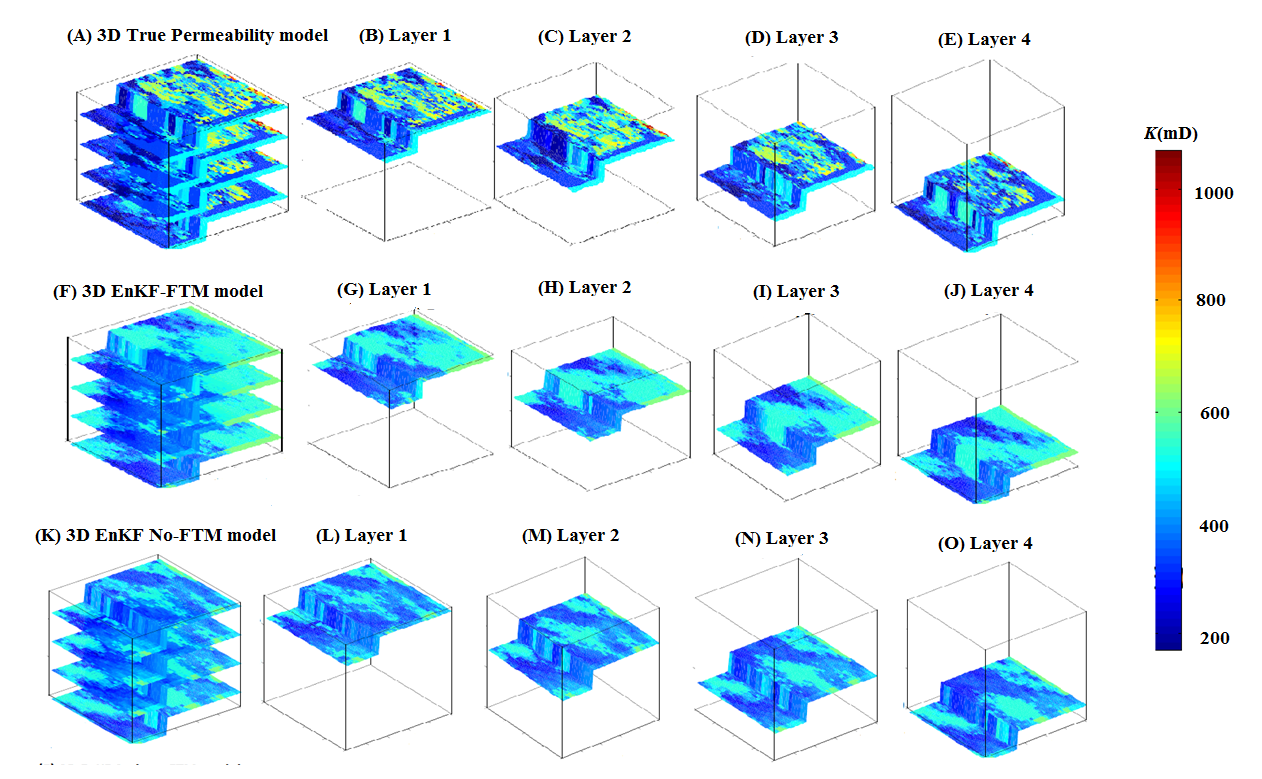 (A) 3D True Permeability model
(B) Layer 1
(C) Layer 2
(D) Layer 3
(E) Layer 4
K(mD)
1000
800
600
400
200
(F) 3D EnKF-FTM model
(G) Layer 1
(H) Layer 2
(I) Layer 3
(J) Layer 4
(K) 3D EnKF No-FTM model
(L) Layer 1
(M) Layer 2
(N) Layer 3
(O) Layer 4